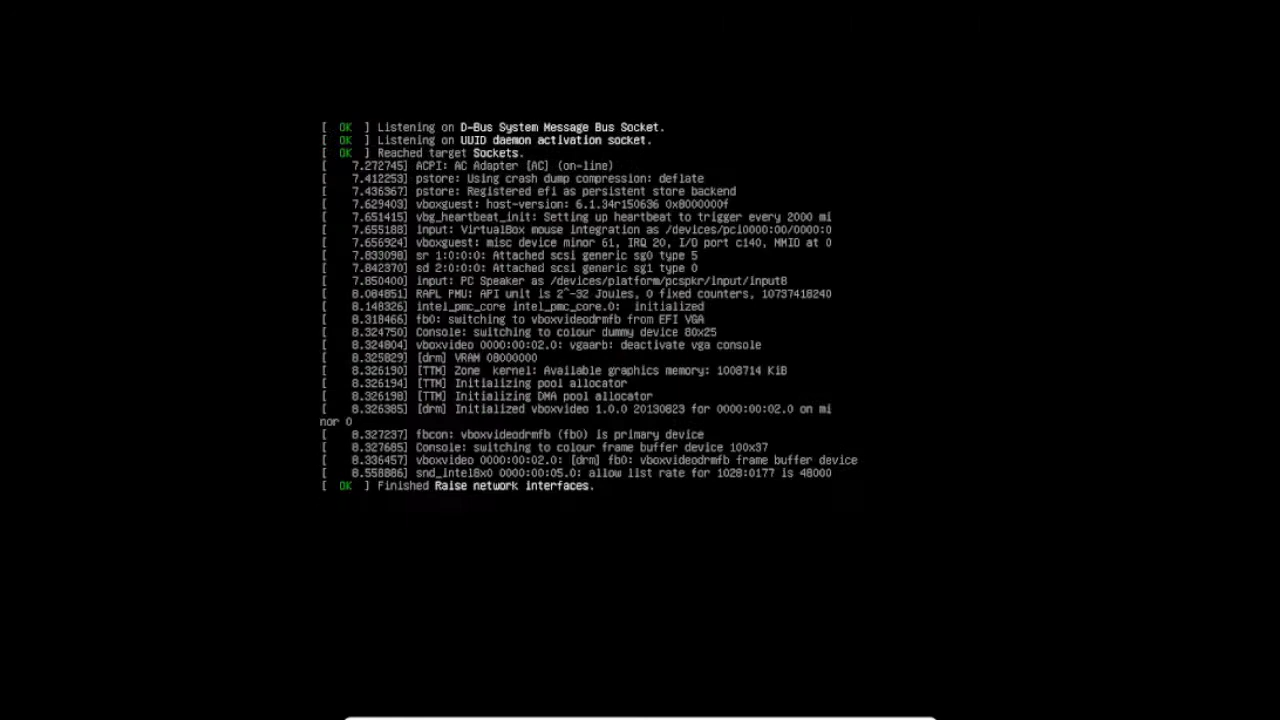 [  OK  ] Listening on D-Bus System Message Bus Socket.
[  OK  ] Listening on UUID daemon activation socket.
[  OK  ] Reached target Sockets.
[    7.272745] ACPI: AC Adapter [AC] (on-line)
[    7.412253] pstore: Using crash dump compression: deflate
[    7.436367] pstore: Registered efi as persistent store backend
[    7.629403] vboxguest: host-version: 6.1.34r150636 0x8000000f
[    7.651415] vbg_heartbeat_init: Setting up heartbeat to trigger every 2000 mi
[    7.655188] input: VirtualBox mouse integration as /devices/pci0000:00/0000:0
[    7.656924] vboxguest: misc device minor 61, IRQ 20, I/O port c140, MMIO at 0
[    7.833098] sr 1:0:0:0: Attached scsi generic sg0 type 5
[    7.842370] sd 2:0:0:0: Attached scsi generic sg1 type 0
[    7.850400] input: PC Speaker as /devices/platform/pcspkr/input/input8
[    8.084851] RAPL PMU: API unit is 2^-32 Joules, 0 fixed counters, 10737418240
[    8.148326] intel_pmc_core intel_pmc_core.0:  initialized
[    8.318466] fb0: switching to vboxvideodrmfb from EFI VGA
[    8.324750] Console: switching to colour dummy device 80x25
[    8.324804] vboxvideo 0000:00:02.0: vgaarb: deactivate vga console
[    8.325829] [drm] VRAM 08000000
[    8.326190] [TTM] Zone  kernel: Available graphics memory: 1008714 KiB
[    8.326194] [TTM] Initializing pool allocator
[    8.326198] [TTM] Initializing DMA pool allocator
[    8.326385] [drm] Initialized vboxvideo 1.0.0 20130823 for 0000:00:02.0 on mi
nor 0
[    8.327237] fbcon: vboxvideodrmfb (fb0) is primary device
[    8.327685] Console: switching to colour frame buffer device 100x37
[    8.336457] vboxvideo 0000:00:02.0: [drm] fb0: vboxvideodrmfb frame buffer device
[    8.558886] snd_intel8x0 0000:00:05.0: allow list rate for 1028:0177 is 48000
[  OK  ] Finished Raise network interfaces.